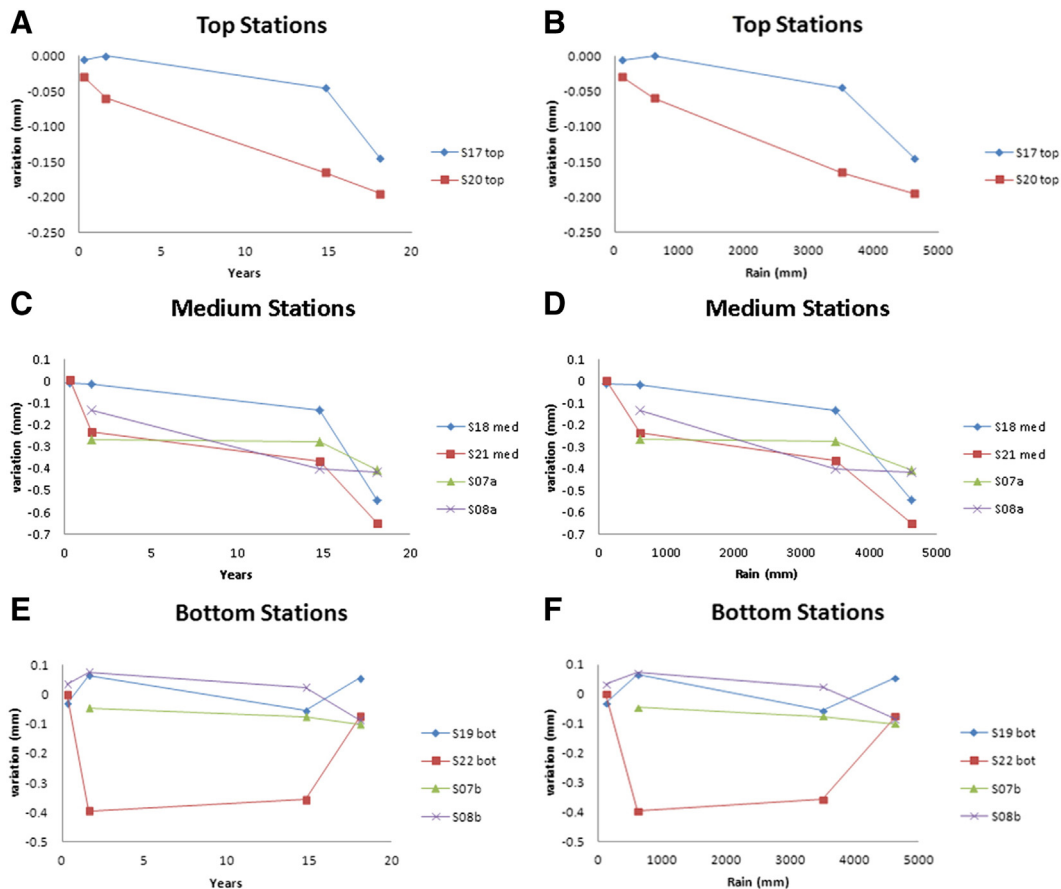 A
Top Stations
0.000
-0.050
-0.100
-0.150
-0.200
-0.250
variation (mm)
0 5 10 15 20
Years
S17 top
S20 top
B
Top Stations
0.000
-0.050
-0.100
-0.150
-0.200
-0.250
variation (mm)
0 1000 2000 3000 4000 5000
Rain (mm)
S17 top
S20 top
C
Medium Stations
0.1
0
-0.1
-0.2
-0.3
-0.4
-0.5
-0.6
-0.7
variation (mm)
0 5 10 15 20
Years
S18 med
S21 med
S07a
S08a
D
Medium Stations
0.1
0
-0.1
-0.2
-0.3
-0.4
-0.5
-0.6
-0.7
variation (mm)
0 1000 2000 3000 4000 5000
Rain (mm)
S18 med
S21 med
S07a
S08a
E
Bottom Stations
0.1
0
-0.1
-0.2
-0.3
-0.4
-0.5
variation (mm)
0 5 10 15 20
Years
S19 bot
S22 bot
S07b
S08b
F
Bottom Stations
0.1
0
-0.1
-0.2
-0.3
-0.4
-0.5
variation (mm)
0 1000 2000 3000 4000 5000
Rain (mm)
S19 bot
S22 bot
S07b
S08b